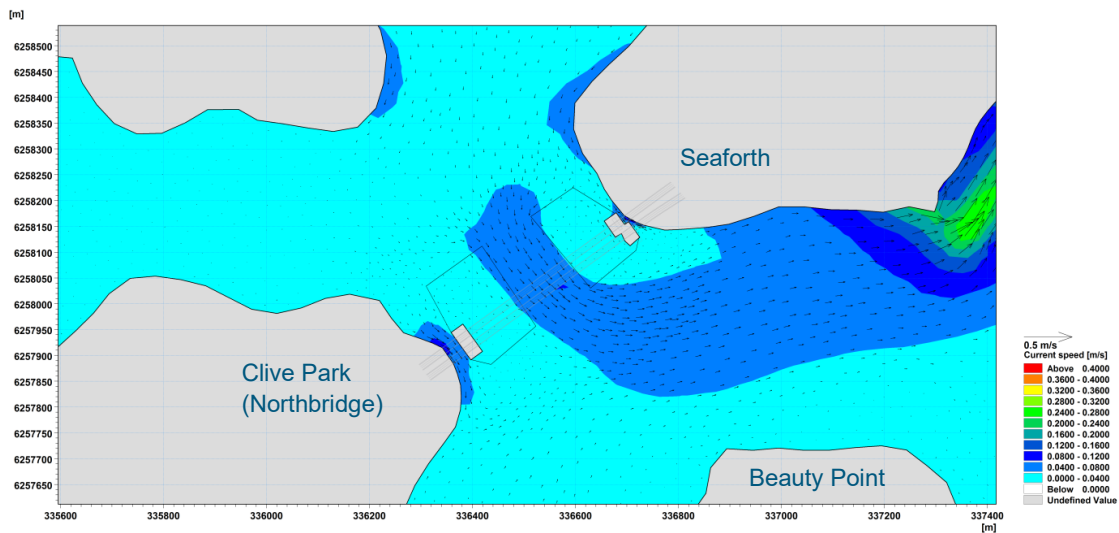 [m]
6258500
6258450
6258400
6258350
6258300
6258250
6258200
6258150
6258100
6258050
6258000
6257950
6257900
6257850
6257800
6257750
6257700
6257650
Seaforth
Clive Park
(Northbridge)
Beauty Point
335600 335800 336000 336200 336400 336600 336800 337000 337200 337400
[m]
0.5 m/s
Current speed [m/s]
Above 0.4000
0.3600 - 0.4000
0.3200 - 0.3600
0.2800 - 0.3200
0.2400 - 0.2800
0.2000 - 0.2400
0.1600 - 0.2000
0.1200 - 0.1600
0.0800 - 0.1200
0.0400 - 0.0800
0.0000 - 0.0400
Below 0.0000
Undefined Value